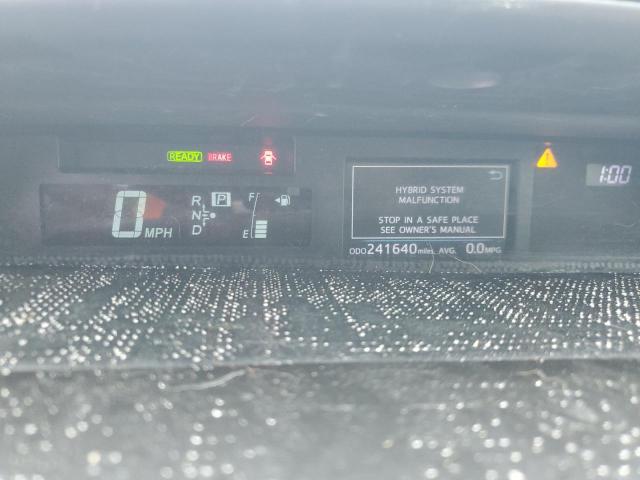 READY BRAKE
1:00
HYBRID SYSTEM
MALFUNCTION
STOP IN A SAFE PLACE
SEE OWNER'S MANUAL
0 MPH
R P
N
D
F
E
ODO 241640 miles AVG. 0.0 MPG